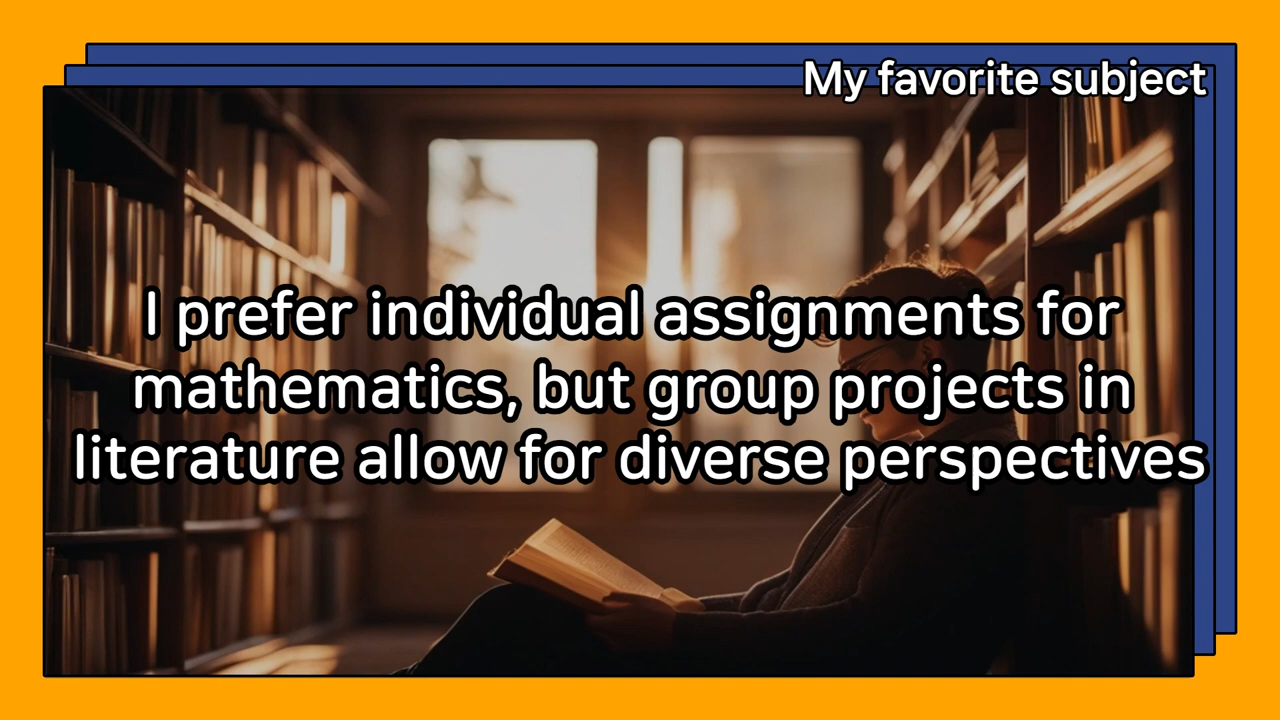 My favorite subject
I prefer individual assignments for
mathematics, but group projects in
literature allow for diverse perspectives